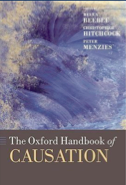 HELEN BEEBEE
CHRISTOPHER HITCHCOCK
PETER MENZIES
The Oxford Handbook of
CAUSATION